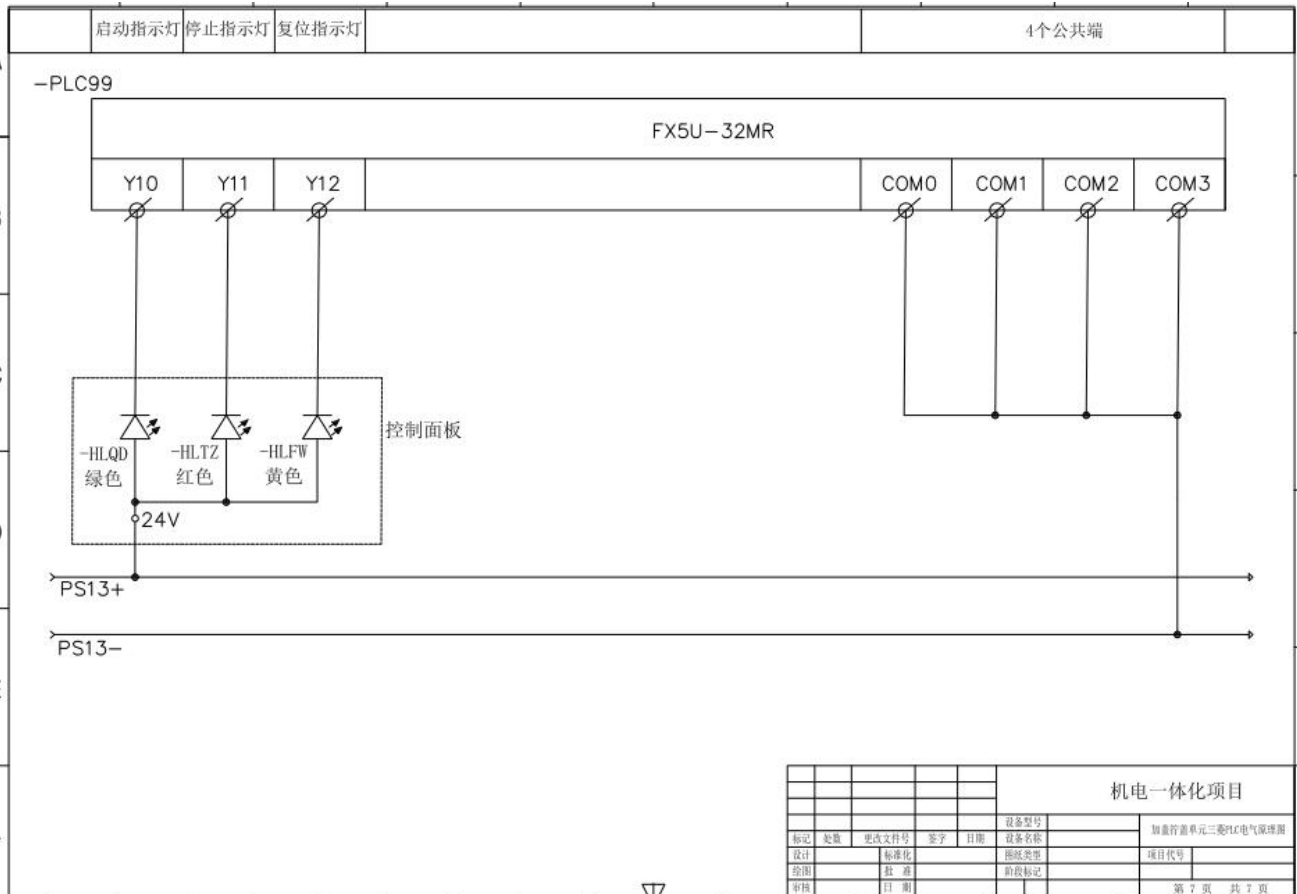 启动指示灯 停止指示灯 复位指示灯 4个公共端
-PLC99
FX5U-32MR
Y10 Y11 Y12 COM0 COM1 COM2 COM3
控制面板
-HLQD -HLTZ -HLFW
绿色 红色 黄色
24V
PS13+
PS13-
机电一体化项目
设备型号
加盖拧盖单元三菱PLC电气原理图
标记 处数 更改文件号 签字 日期 设备名称
设计 标准化 图纸类型 项目代号
绘图 批准 阶段标记
审核 日期 第 7 页 共 7 页